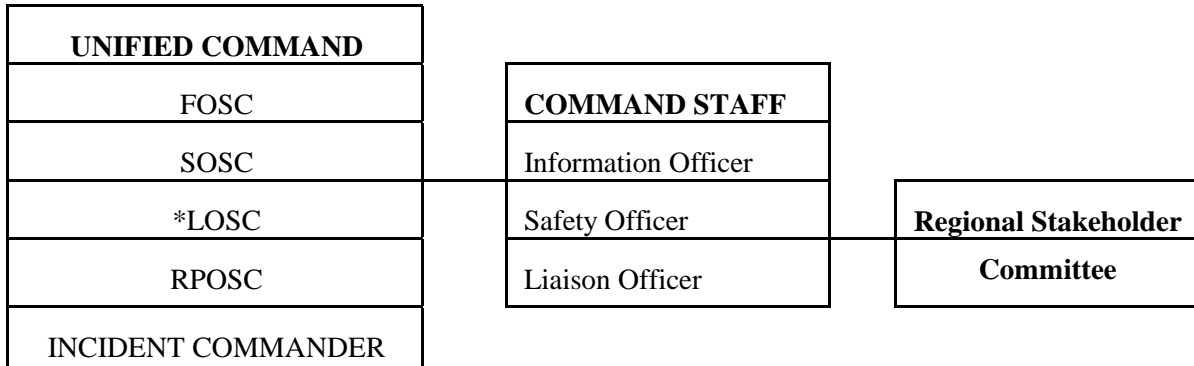 UNIFIED COMMAND
FOSC
SOSC
*LOSC
RPOSC
INCIDENT COMMANDER
COMMAND STAFF
Information Officer
Safety Officer
Liaison Officer
Regional Stakeholder
Committee